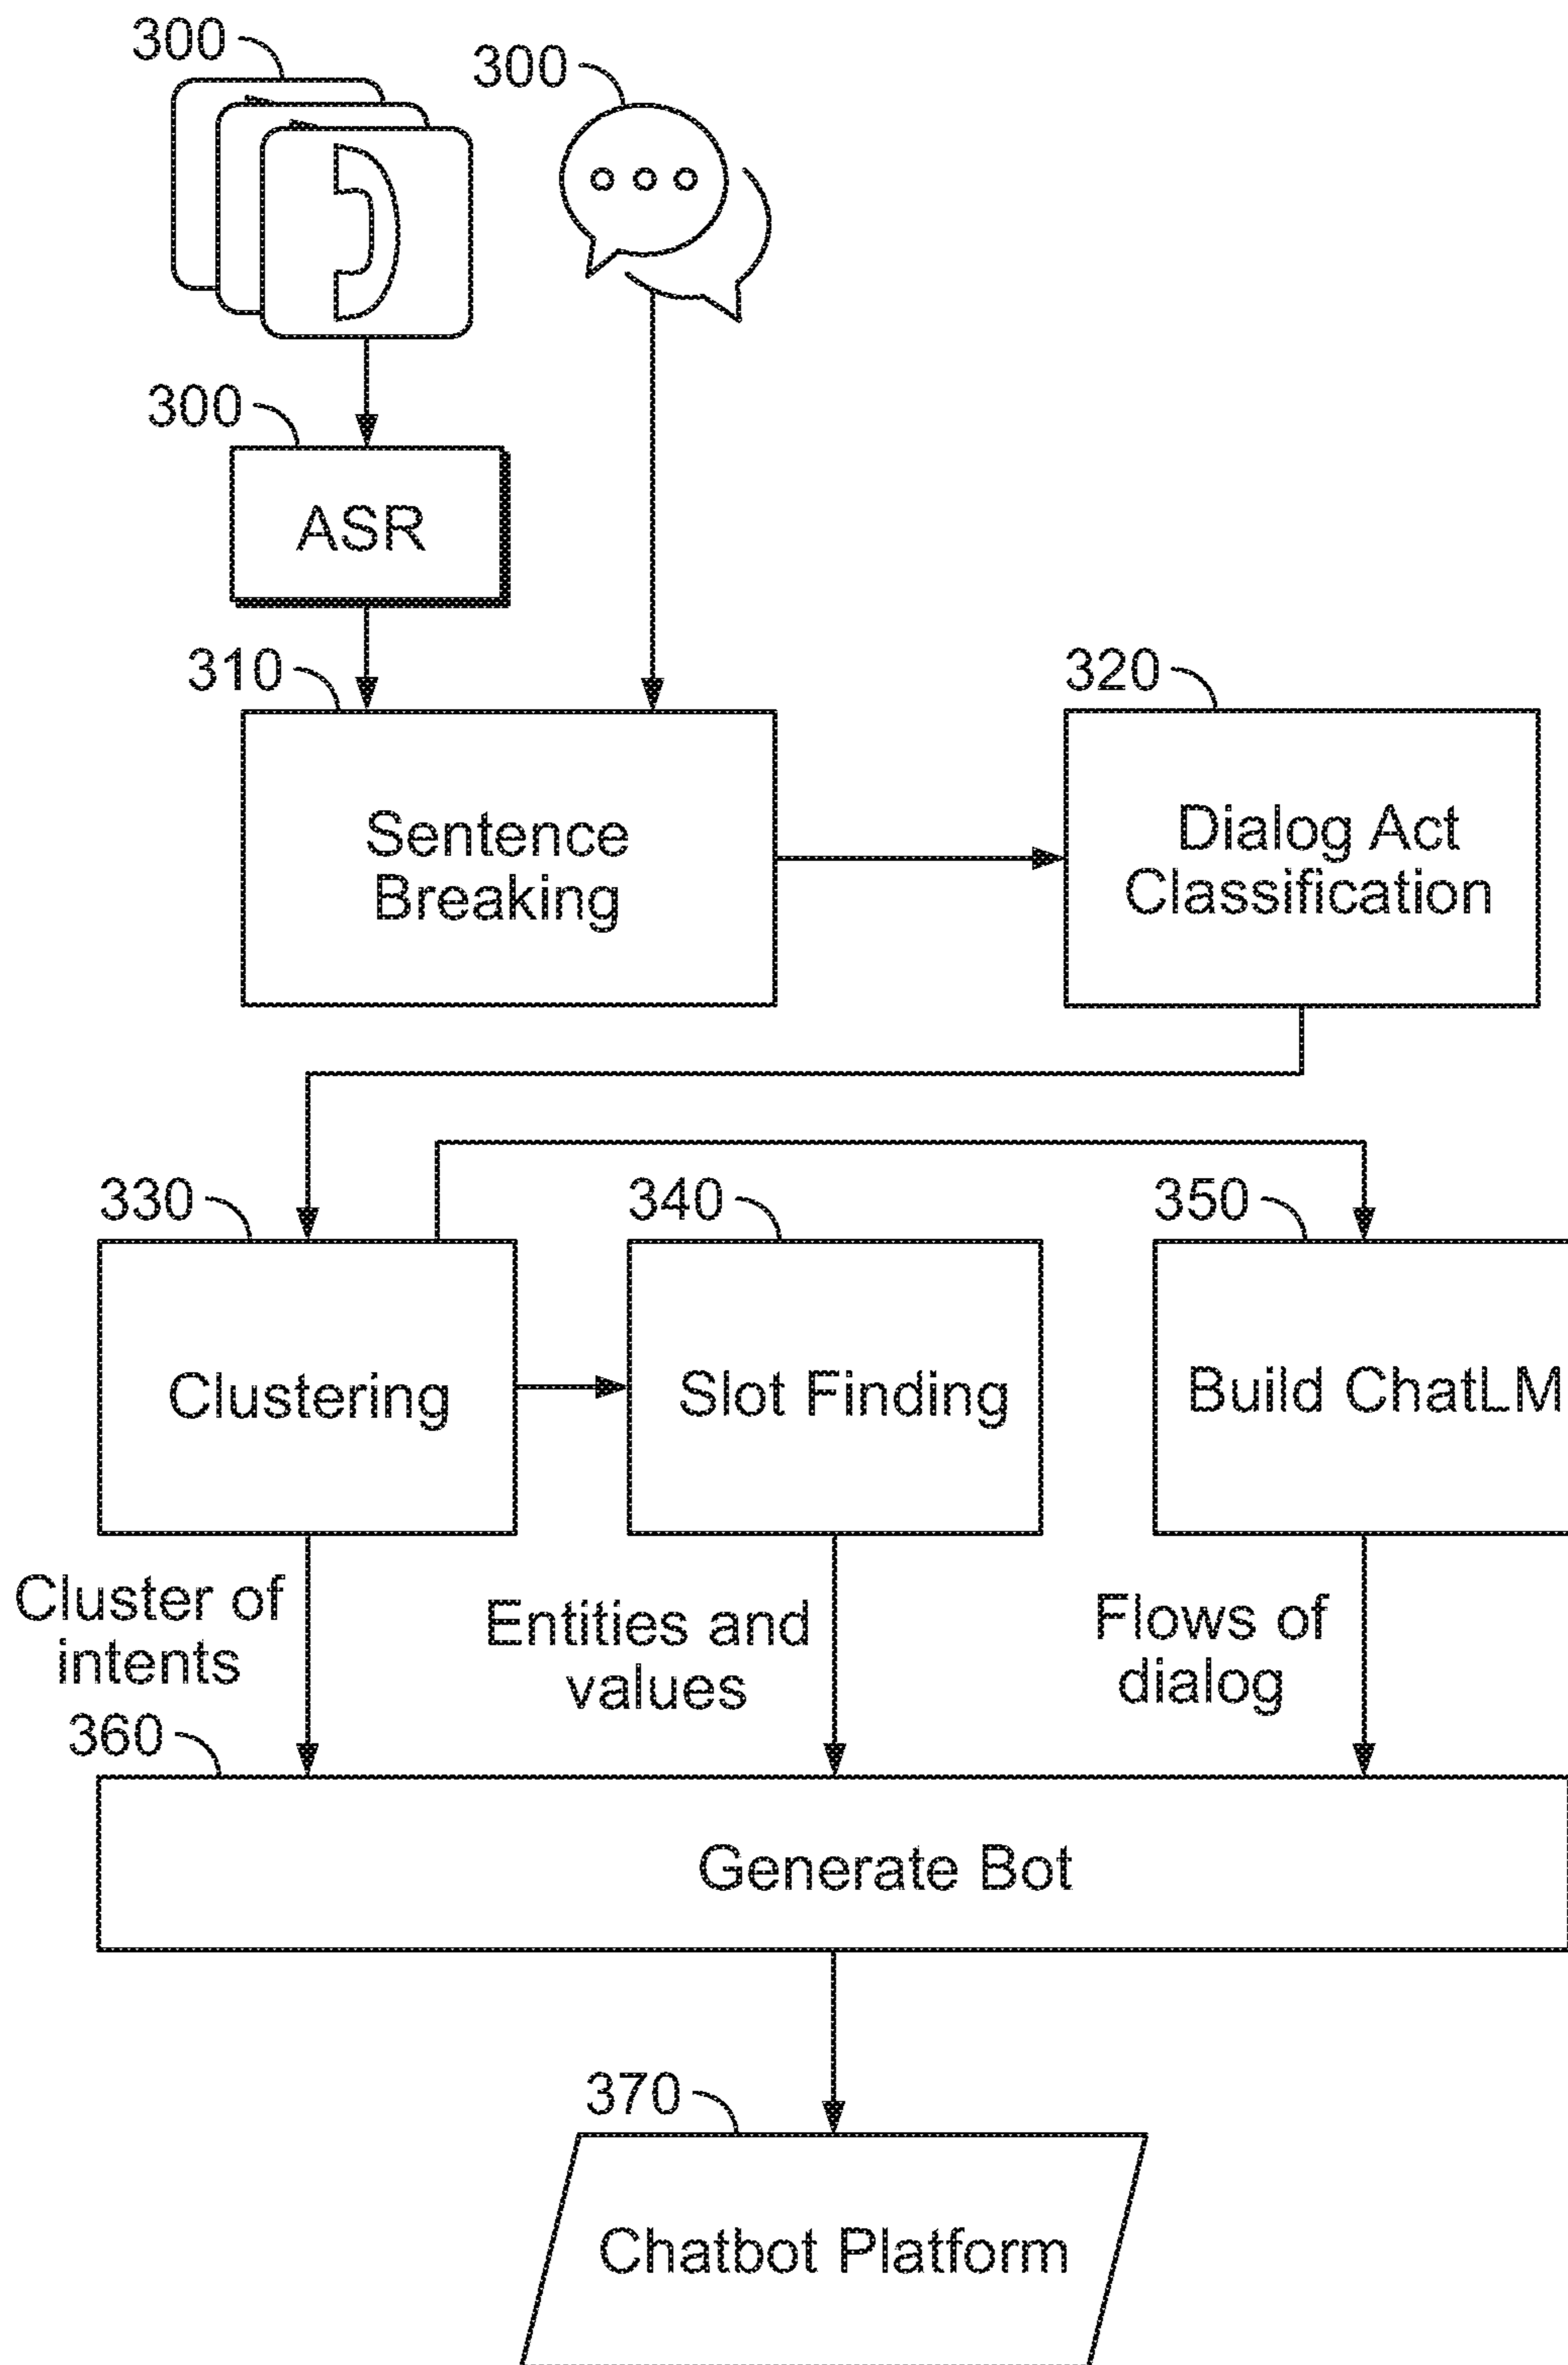 300
300
300
ASR
310
320
Sentence
Breaking
Dialog Act
Classification
330
340
350
Clustering
Slot Finding
Build ChatLM
Cluster of
intents
Entities and
values
Flows of
dialog
360
Generate Bot
370
Chatbot Platform